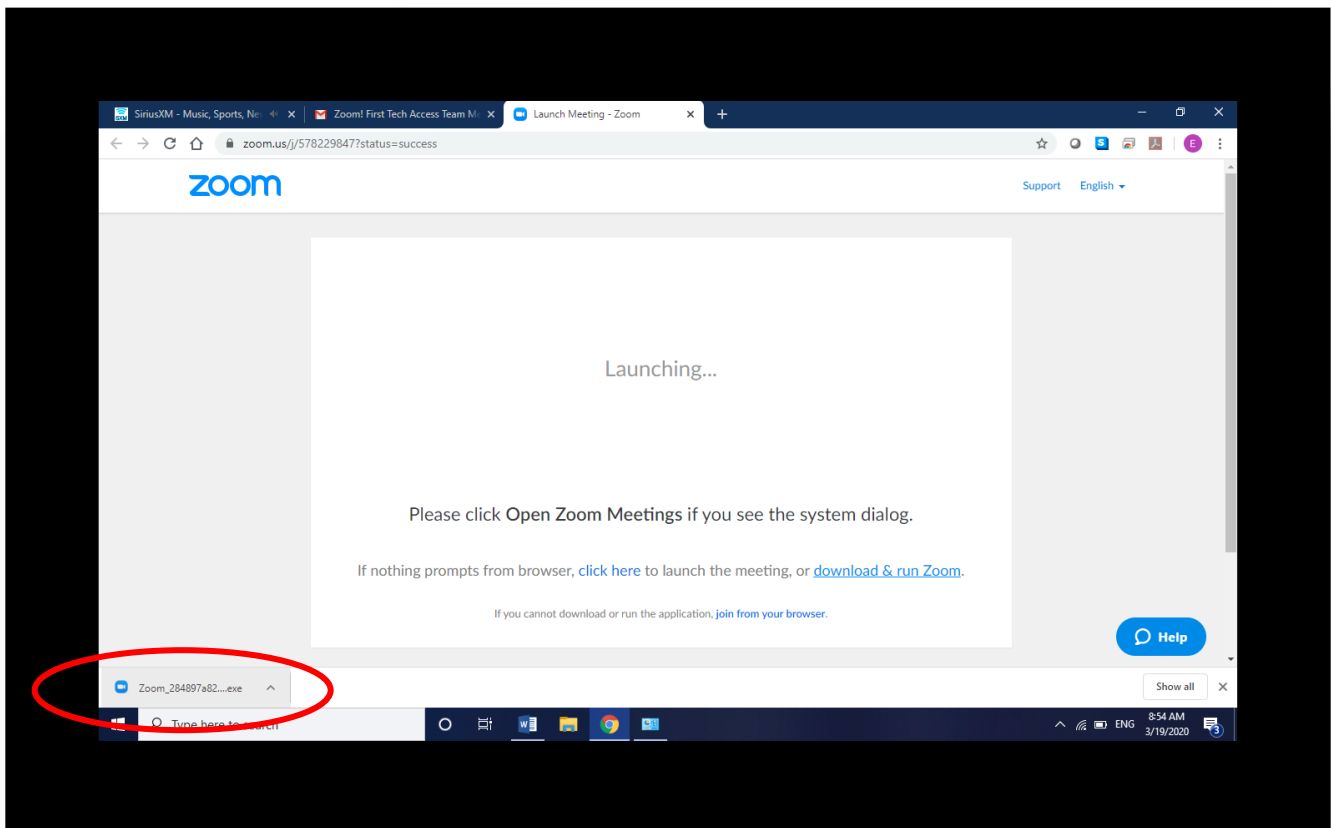 SiriusXM - Music, Sports, Ne
Zoom! First Tech Access Team M
Launch Meeting - Zoom
zoom.us/j/578229847?status=success
E
zoom
Support English
Launching...
Please click Open Zoom Meetings if you see the system dialog.
If nothing prompts from browser, click here to launch the meeting, or download & run Zoom.
If you cannot download or run the application, join from your browser.
Help
Zoom_284897a82....exe
Show all
Type here to search
ENG
8:54 AM
3/19/2020
3